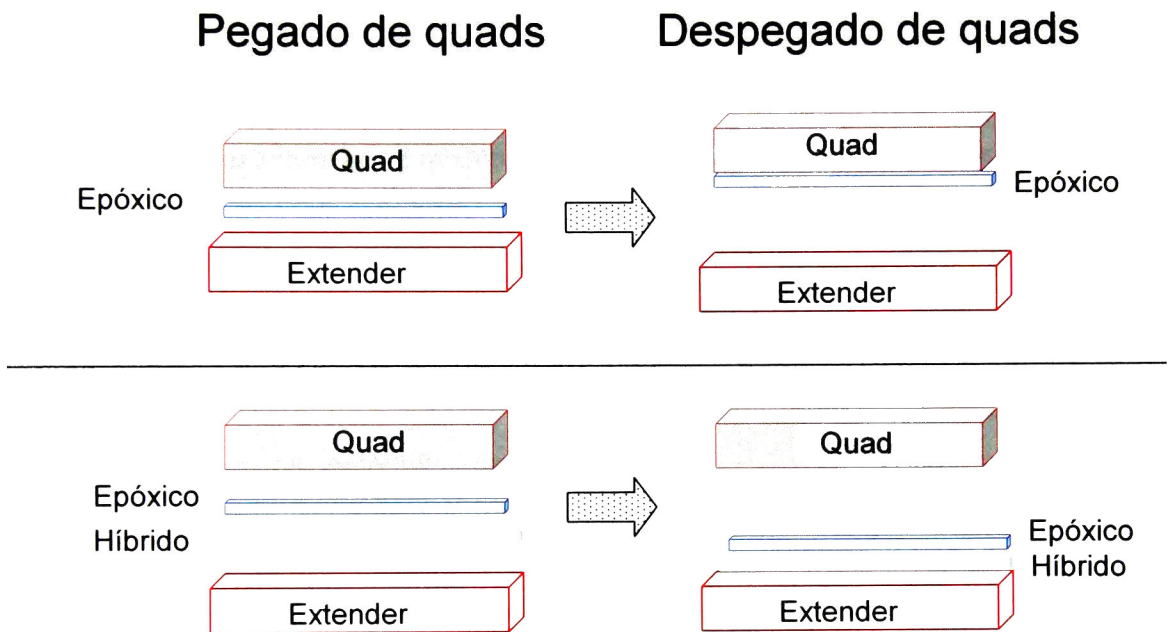 Pegado de quads
Despegado de quads
Quad
Epóxico
Extender
Quad
Epóxico
Extender
Quad
Epóxico
Híbrido
Extender
Quad
Epóxico
Híbrido
Extender